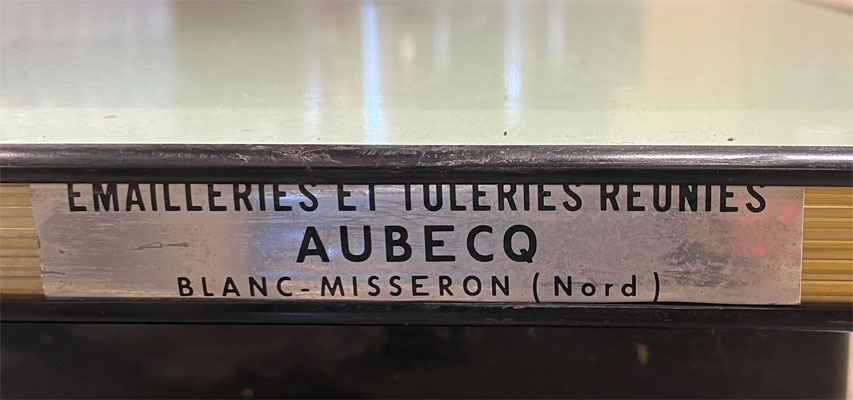 EMAILLERIES ET TOLERIES REUNIES
AUBECQ
BLANC-MISSERON (Nord)